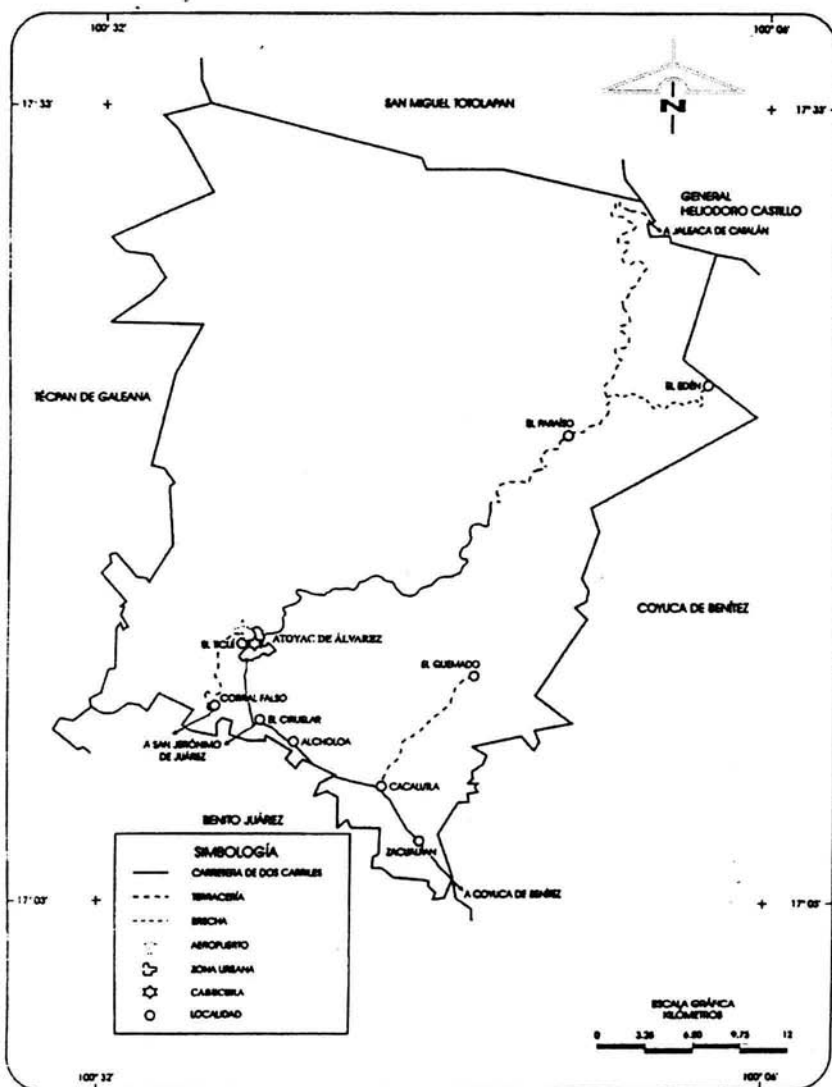 100° 32'
100° 06'
17° 33'
17° 33'
SAN MIGUEL TOTOLAPAN
N
GENERAL
HELIODORO CASTILLO
A JALEACA DE CATALÁN
TÉCPAN DE GALEANA
EL EDÉN
EL PARAÍSO
COYUCA DE BENÍTEZ
ATOYAC DE ÁLVAREZ
EL TICUÍ
EL QUEMADO
CORRAL FALSO
EL CIRUELAR
A SAN JERÓNIMO
DE JUÁREZ
ALCHOLOA
CACALUTLA
BENITO JUÁREZ
ZACUALPAN
A COYUCA DE BENÍTEZ
SIMBOLOGÍA
CARRETERA DE DOS CARRILES
TERRACERÍA
BRECHA
AEROPUERTO
ZONA URBANA
CABECERA
LOCALIDAD
17° 03'
17° 03'
ESCALA GRÁFICA
KILÓMETROS
0 3.25 6.50 9.75 13
100° 32'
100° 06'